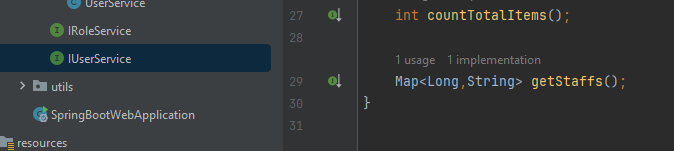 UserService
IRoleService
IUserService
utils
SpringBootWebApplication
resources
27 int countTotalItems();
28
1 usage 1 implementation
29 Map<Long,String> getStaffs();
30 }
31